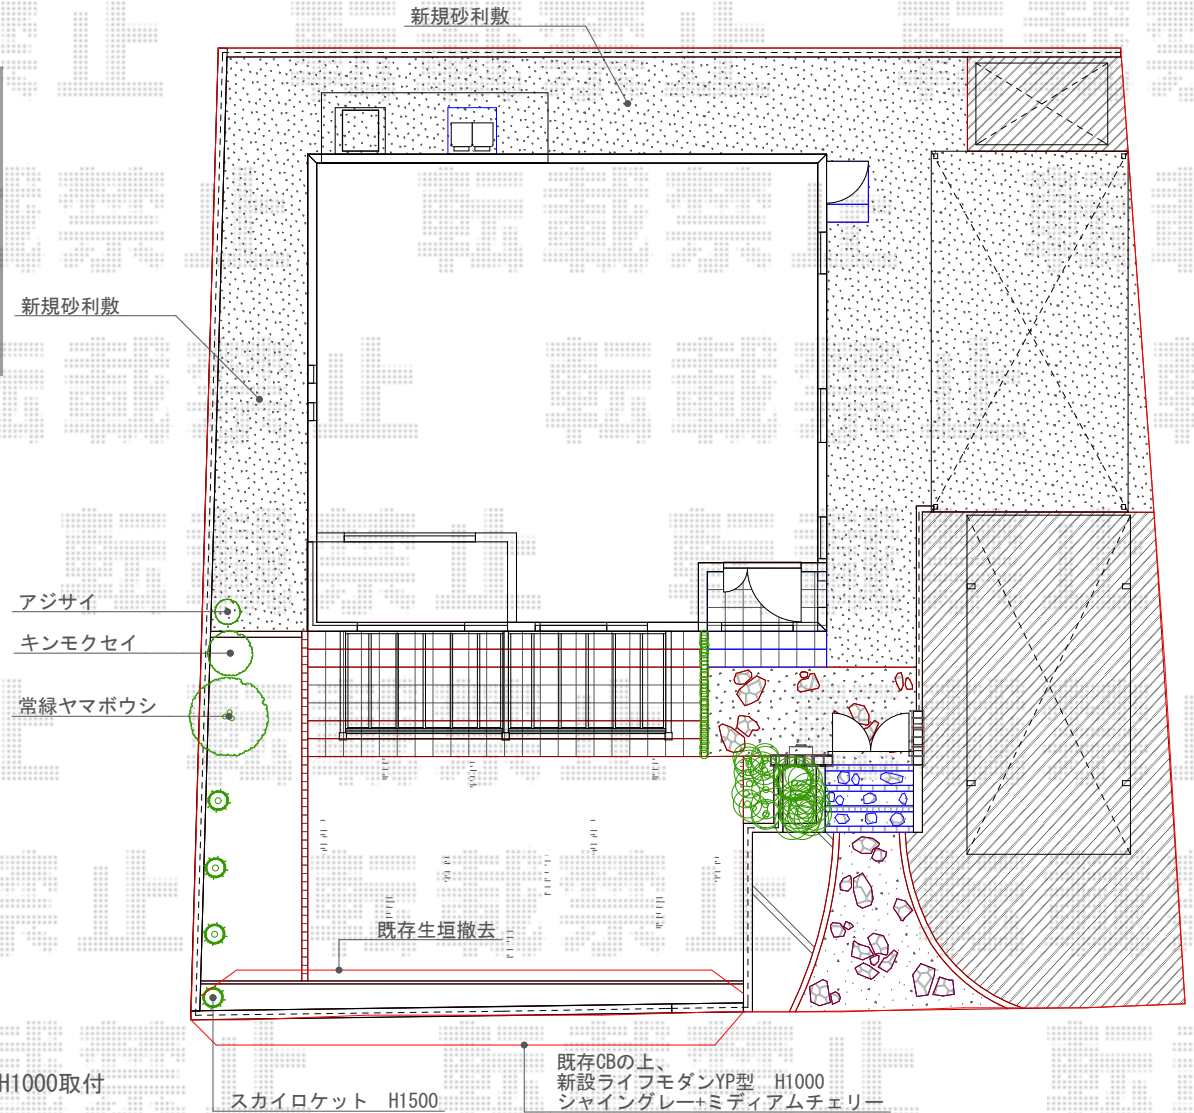 新規砂利敷
新規砂利敷
アジサイ
キンモクセイ
常緑ヤマボウシ
既存生垣撤去
既存CBの上、
新設ライフモダンYP型 H1000
シャイングレー+ミディアムチェリー
H1000取付
スカイロケット H1500